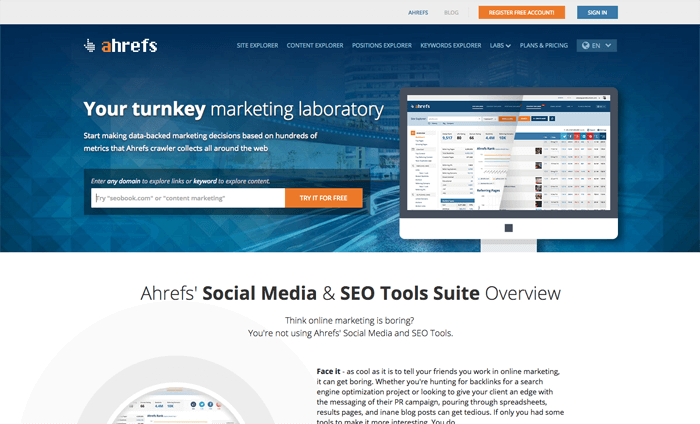 AHREFS BLOG REGISTER FREE ACCOUNT! SIGN IN
ahrefs SITE EXPLORER CONTENT EXPLORER POSITIONS EXPLORER KEYWORDS EXPLORER LABS PLANS & PRICING EN
Your turnkey marketing laboratory
Start making data-backed marketing decisions based on hundreds of
metrics that Ahrefs crawler collects all around the web
Enter any domain to explore links or keyword to explore content.
Try "seobook.com" or "content marketing" TRY IT FOR FREE
ahrefs
Ahrefs Rank
Referring Pages
Ahrefs' Social Media & SEO Tools Suite Overview
Think online marketing is boring?
You're not using Ahrefs' Social Media and SEO Tools.
Face it - as cool as it is to tell your friends you work in online marketing,
it can get boring. Whether you're hunting for backlinks for a search
engine optimization project or looking to give your client an edge with
the messaging of their PR campaign, pouring through spreadsheets,
results pages, and inane blog posts can get tedious. If only you had some
tools to make it more interesting. You do.